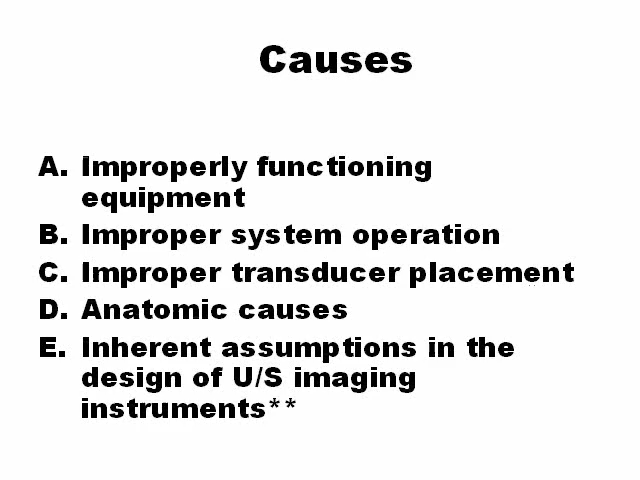 Causes
A. Improperly functioning
equipment
B. Improper system operation
C. Improper transducer placement
D. Anatomic causes
E. Inherent assumptions in the
design of U/S imaging
instruments**